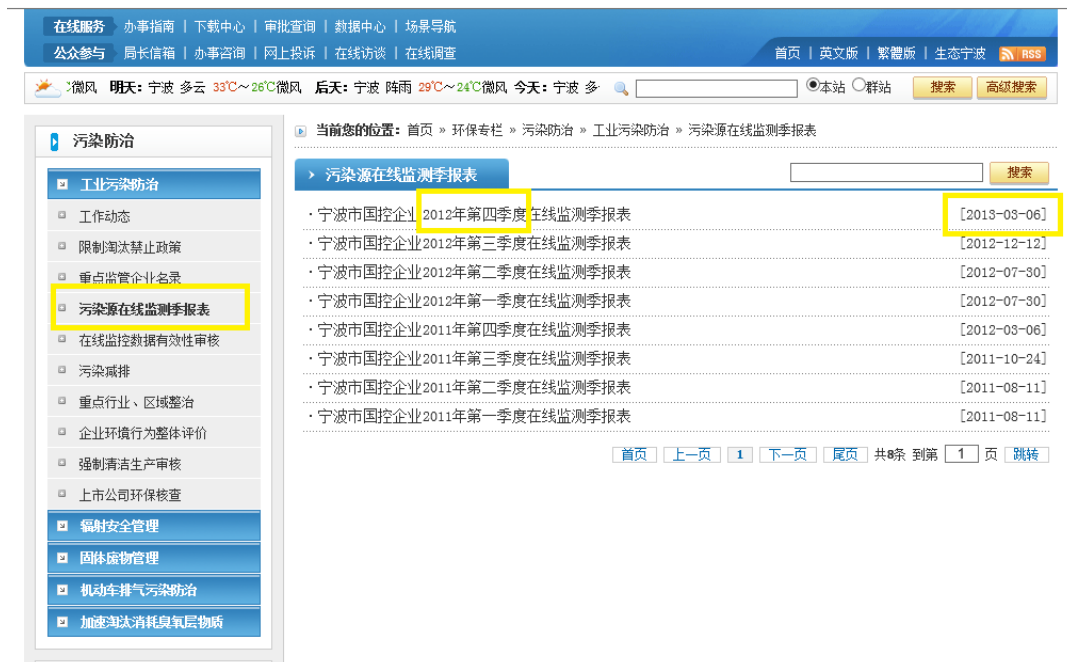 在线服务 办事指南 | 下载中心 | 审批查询 | 数据中心 | 场景导航
公众参与 局长信箱 | 办事咨询 | 网上投诉 | 在线访谈 | 在线调查
首页 | 英文版 | 繁體版 | 生态宁波 RSS
微风 明天: 宁波 多云 33℃～26℃微风 后天: 宁波 阵雨 29℃～24℃微风 今天: 宁波 多
本站 群站 搜索 高级搜索
污染防治
工业污染防治
工作动态
限制淘汰禁止政策
重点监管企业名录
污染源在线监测季报表
在线监控数据有效性审核
污染减排
重点行业、区域整治
企业环境行为整体评价
强制清洁生产审核
上市公司环保核查
辐射安全管理
固体废物管理
机动车排气污染防治
加速淘汰消耗臭氧层物质
当前您的位置: 首页 » 环保专栏 » 污染防治 » 工业污染防治 » 污染源在线监测季报表
› 污染源在线监测季报表 搜索
·宁波市国控企业2012年第四季度在线监测季报表 [2013-03-06]
·宁波市国控企业2012年第三季度在线监测季报表 [2012-12-12]
·宁波市国控企业2012年第二季度在线监测季报表 [2012-07-30]
·宁波市国控企业2012年第一季度在线监测季报表 [2012-07-30]
·宁波市国控企业2011年第四季度在线监测季报表 [2012-03-06]
·宁波市国控企业2011年第三季度在线监测季报表 [2011-10-24]
·宁波市国控企业2011年第二季度在线监测季报表 [2011-08-11]
·宁波市国控企业2011年第一季度在线监测季报表 [2011-08-11]
首页 上一页 1 下一页 尾页 共8条 到第 1 页 跳转